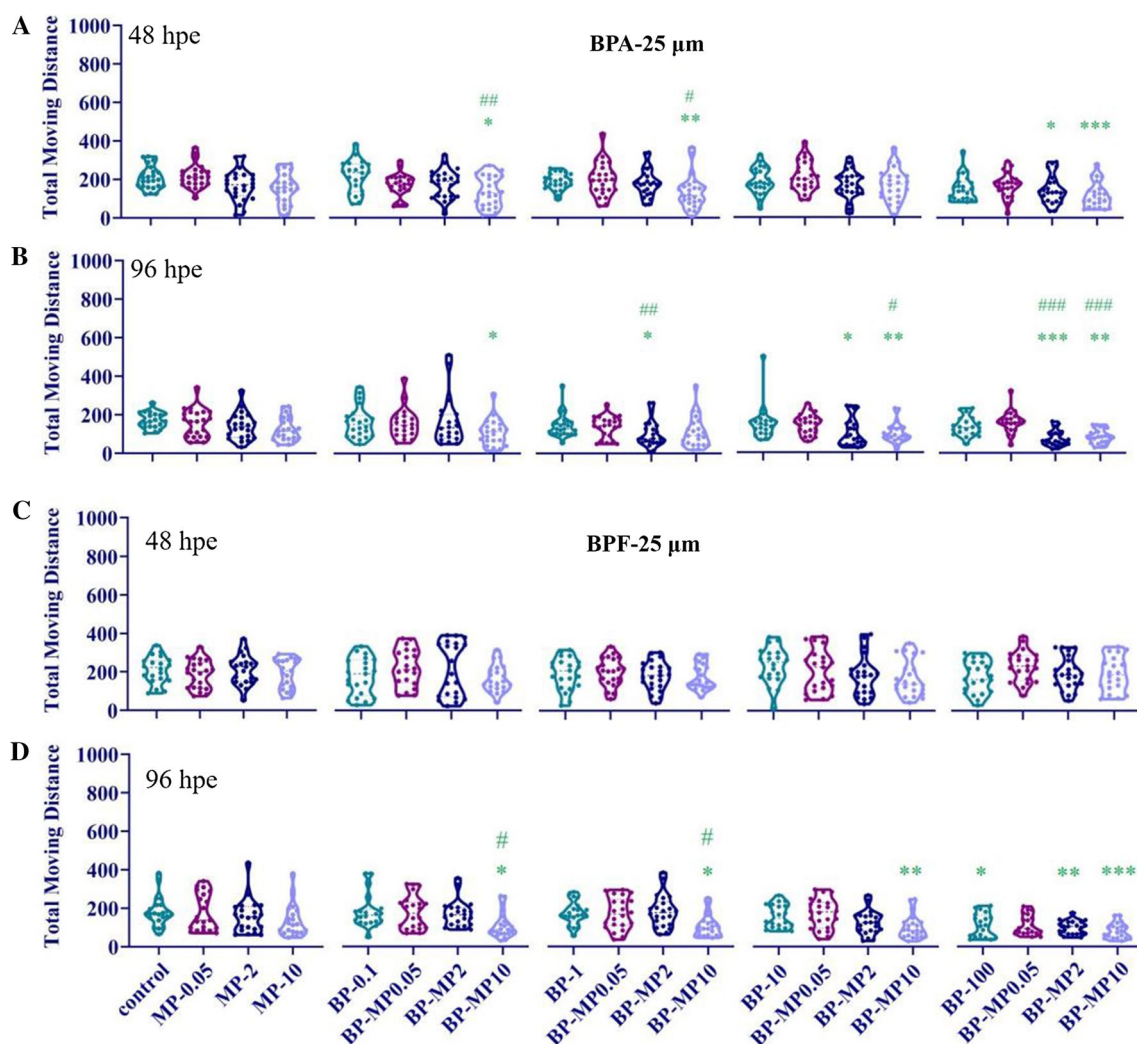 A
Total Moving Distance
1000
800
600
400
200
0
48 hpe
BPA-25 μm
##
*
#
**
*
***
B
Total Moving Distance
1000
800
600
400
200
0
96 hpe
*
##
*
*
#
**
###
***
###
**
C
Total Moving Distance
1000
800
600
400
200
0
48 hpe
BPF-25 μm
D
Total Moving Distance
1000
800
600
400
200
0
96 hpe
#
*
#
*
**
*
**
***
control
MP-0.05
MP-2
MP-10
BP-0.1
BP-MP0.05
BP-MP2
BP-MP10
BP-1
BP-MP0.05
BP-MP2
BP-MP10
BP-10
BP-MP0.05
BP-MP2
BP-MP10
BP-100
BP-MP0.05
BP-MP2
BP-MP10